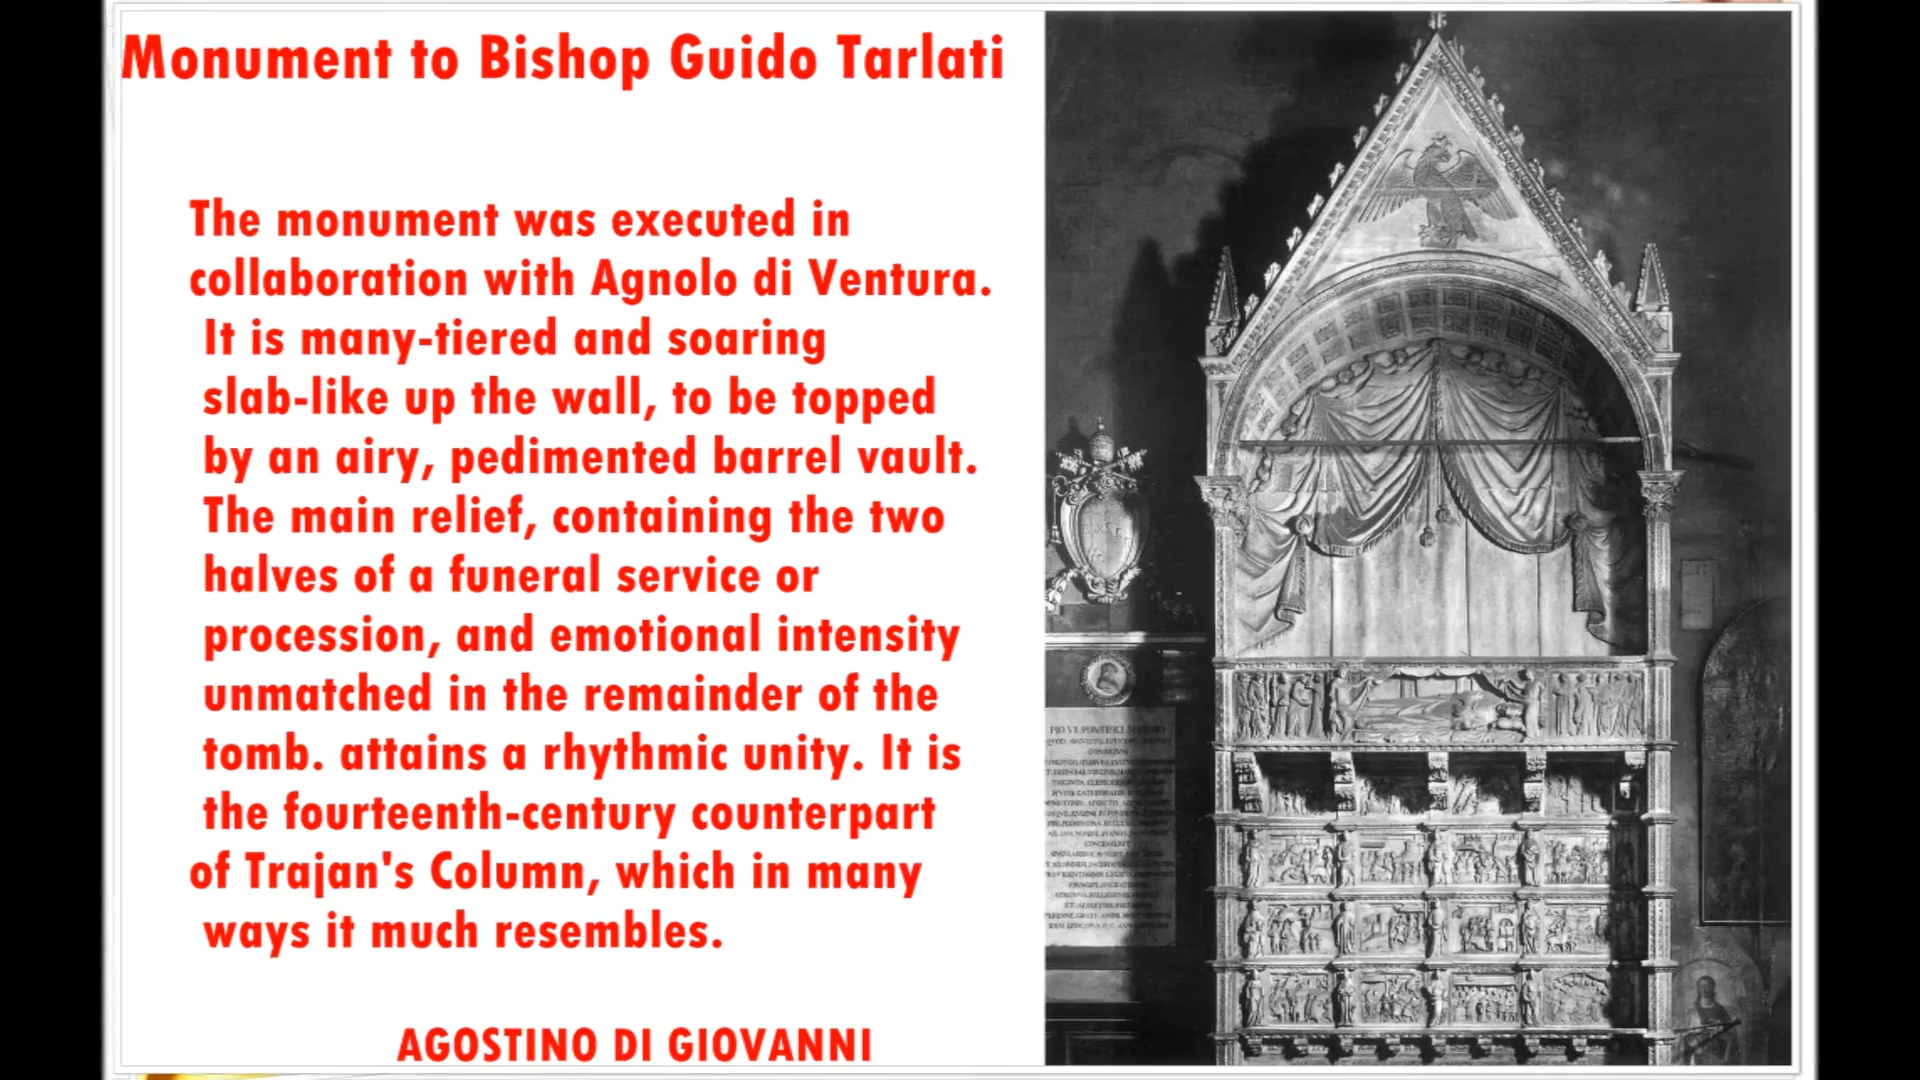 Monument to Bishop Guido Tarlati
The monument was executed in
collaboration with Agnolo di Ventura.
It is many-tiered and soaring
slab-like up the wall, to be topped
by an airy, pedimented barrel vault.
The main relief, containing the two
halves of a funeral service or
procession, and emotional intensity
unmatched in the remainder of the
tomb. attains a rhythmic unity. It is
the fourteenth-century counterpart
of Trajan's Column, which in many
ways it much resembles.
AGOSTINO DI GIOVANNI